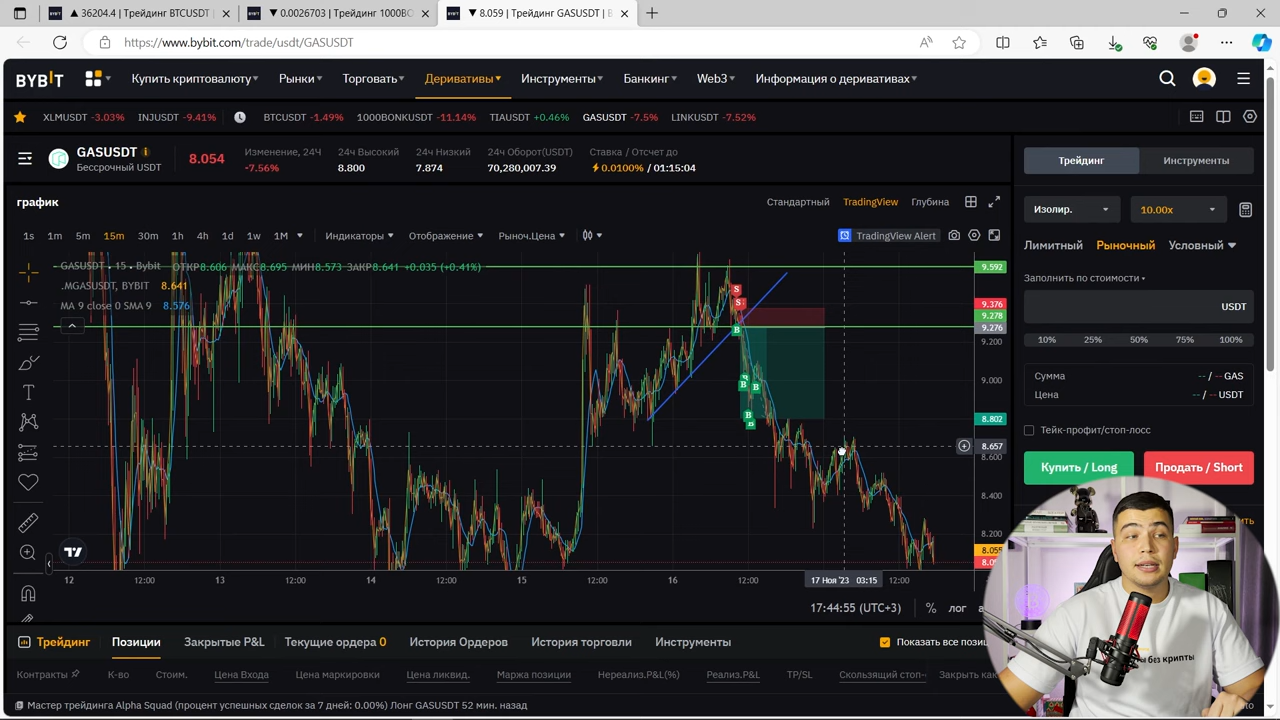 ▲ 36204.4 | Трейдинг BTCUSDT | ▼ 0.0026703 | Трейдинг 1000BO ▼ 8.059 | Трейдинг GASUSDT | B
https://www.bybit.com/trade/usdt/GASUSDT
BYBIT Купить криптовалюту Рынки Торговать Деривативы Инструменты Банкинг Web3 Информация о деривативах
XLMUSDT -3.03% INJUSDT -9.41% BTCUSDT -1.49% 1000BONKUSDT -11.14% TIAUSDT +0.46% GASUSDT -7.5% LINKUSDT -7.52%
GASUSDT
Бессрочный USDT
8.054
Изменение, 24Ч
-7.56%
24ч Высокий
8.800
24ч Низкий
7.874
24ч Оборот(USDT)
70,280,007.39
Ставка / Отсчет до
0.0100% / 01:15:04
график
Стандартный TradingView Глубина
1s 1m 5m 15m 30m 1h 4h 1d 1w 1M Индикаторы Отображение Рыноч.Цена TradingView Alert
GASUSDT · 15 · Bybit ОТКР8.606 МАКС8.695 МИН8.573 ЗАКР8.641 +0.035 (+0.41%)
.MGASUSDT, BYBIT 8.641
MA 9 close 0 SMA 9 8.576
S
S
B
B
B
B
B
B
9.592
9.376
9.278
9.276
9.200
9.000
8.802
8.657
8.600
8.400
8.200
8.055
12 12:00 13 12:00 14 12:00 15 12:00 16 12:00 17 Ноя '23 03:15 12:00
17:44:55 (UTC+3) % лог
Трейдинг Позиции Закрытые P&L Текущие ордера 0 История Ордеров История торговли Инструменты Показать все позиц
Контракты К-во Стоим. Цена Входа Цена маркировки Цена ликвид. Маржа позиции Нереализ.P&L(%) Реализ.P&L TP/SL Скользящий стоп- Закрыть как
Мастер трейдинга Alpha Squad (процент успешных сделок за 7 дней: 0.00%) Лонг GASUSDT 52 мин. назад
Трейдинг Инструменты
Изолир. 10.00x
Лимитный Рыночный Условный
Заполнить по стоимости
USDT
10% 25% 50% 75% 100%
Сумма -- / -- GAS
Цена -- / -- USDT
Тейк-профит/стоп-лосс
Купить / Long Продать / Short
ы без крипты